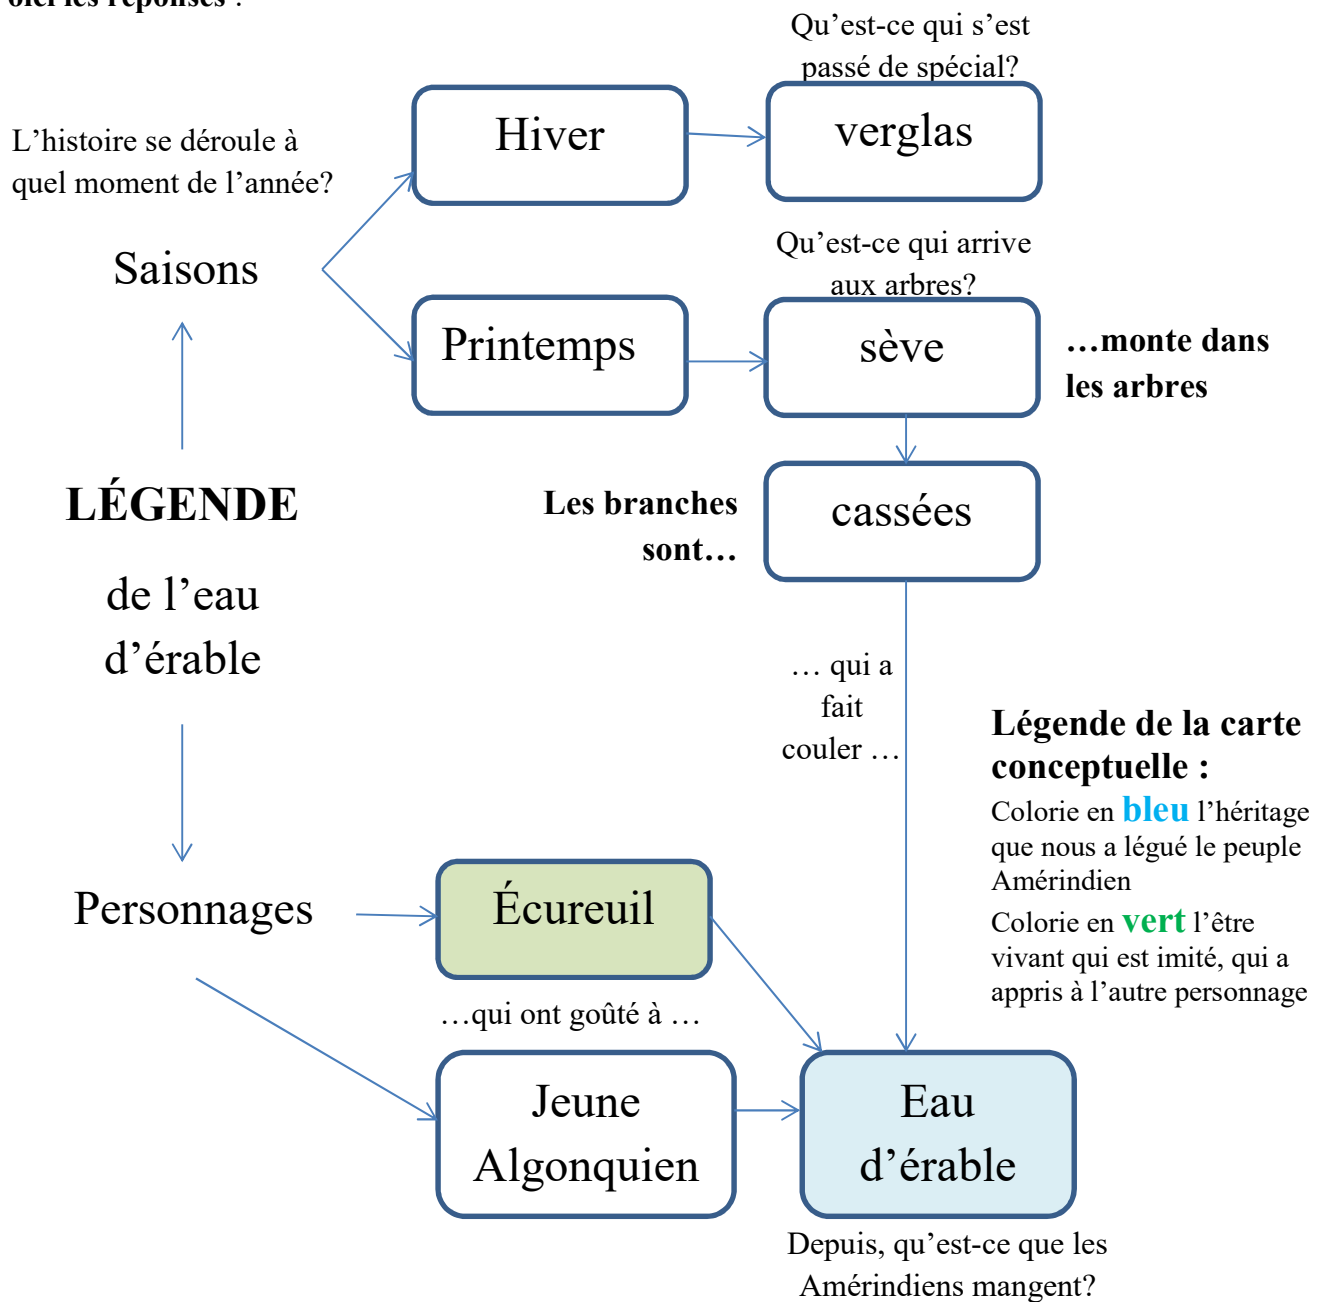 oici les réponses :
Qu’est-ce qui s’est
passé de spécial?
Hiver
verglas
L’histoire se déroule à
quel moment de l’année?
Saisons
Qu’est-ce qui arrive
aux arbres?
Printemps
sève
…monte dans
les arbres
LÉGENDE
de l’eau
d’érable
Les branches
sont…
cassées
… qui a
fait
couler …
Légende de la carte
conceptuelle :
Colorie en bleu l’héritage
que nous a légué le peuple
Amérindien
Colorie en vert l’être
vivant qui est imité, qui a
appris à l’autre personnage
Personnages
Écureuil
…qui ont goûté à …
Jeune
Algonquien
Eau
d’érable
Depuis, qu’est-ce que les
Amérindiens mangent?